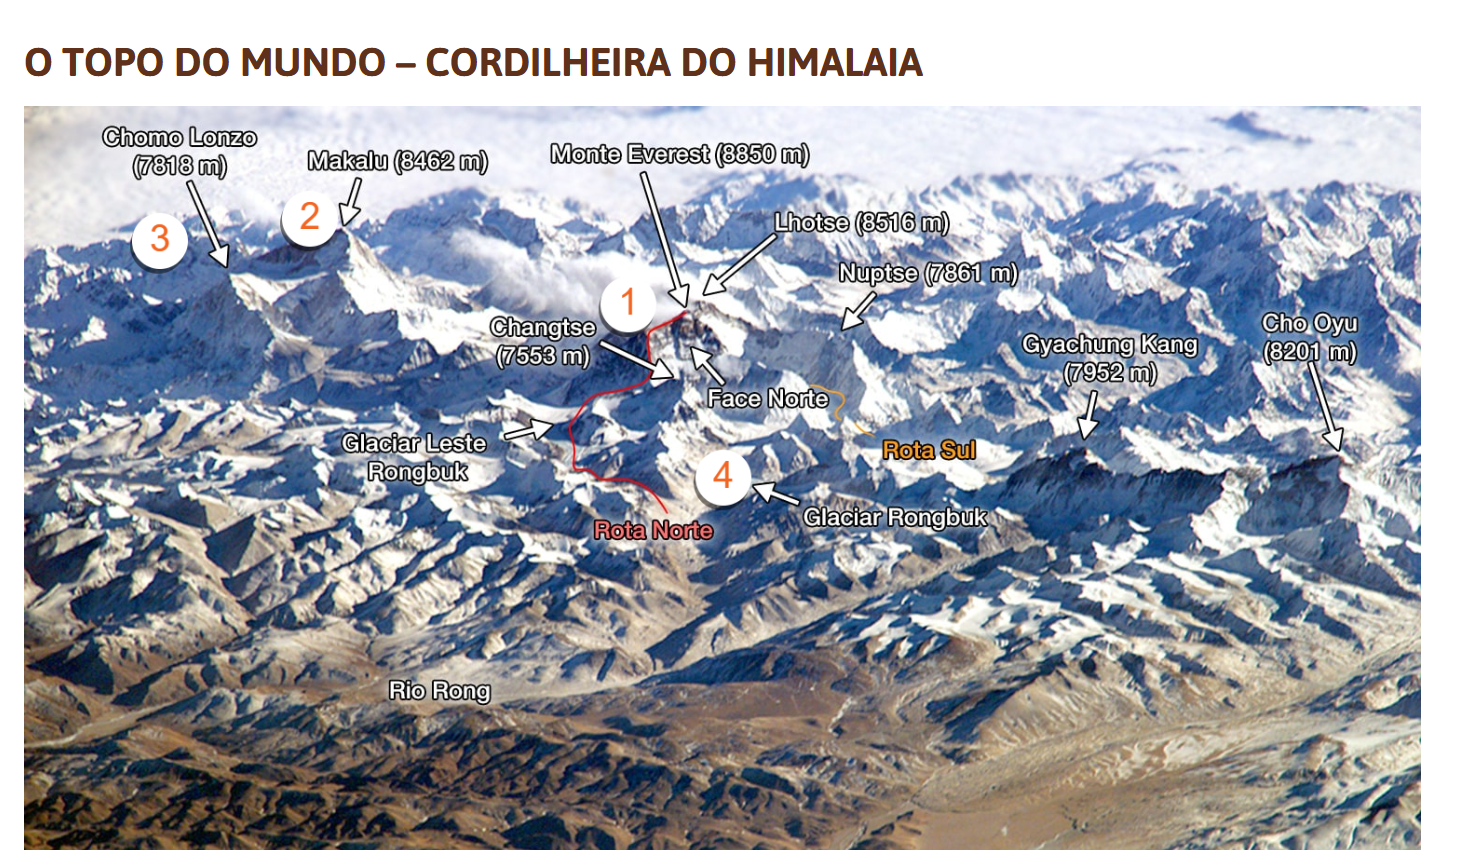 O TOPO DO MUNDO – CORDILHEIRA DO HIMALAIA
Chomo Lonzo
(7818 m)
Makalu (8462 m)
Monte Everest (8850 m)
3
2
Lhotse (8516 m)
Nuptse (7861 m)
1
Changtse
(7553 m)
Gyachung Kang
(7952 m)
Cho Oyu
(8201 m)
Face Norte
Glaciar Leste
Rongbuk
Rota Sul
4
Glaciar Rongbuk
Rota Norte
Rio Rong